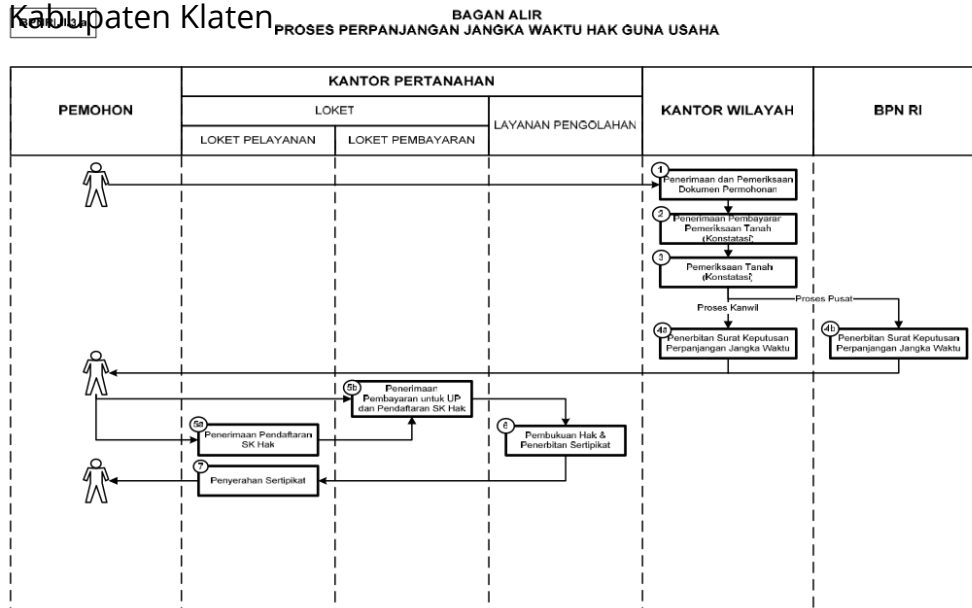 Kabupaten Klaten.
BAGAN ALIR
PROSES PERPANJANGAN JANGKA WAKTU HAK GUNA USAHA
PEMOHON
KANTOR PERTANAHAN
LOKET
LOKET PELAYANAN
LOKET PEMBAYARAN
LAYANAN PENGOLAHAN
KANTOR WILAYAH
BPN RI
1
Penerimaan dan Pemeriksaan
Dokumen Permohonan
2
Penerimaan Pembayaran
Pemeriksaan Tanah
(Konstatasi)
3
Pemeriksaan Tanah
(Konstatasi)
Proses Kanwil
Proses Pusat
4a
Penerbitan Surat Keputusan
Perpanjangan Jangka Waktu
4b
Penerbitan Surat Keputusan
Perpanjangan Jangka Waktu
5b
Penerimaan
Pembayaran untuk UP
dan Pendaftaran SK Hak
5a
Penerimaan Pendaftaran
SK Hak
6
Pembukuan Hak &
Penerbitan Sertipikat
7
Penyerahan Sertipikat